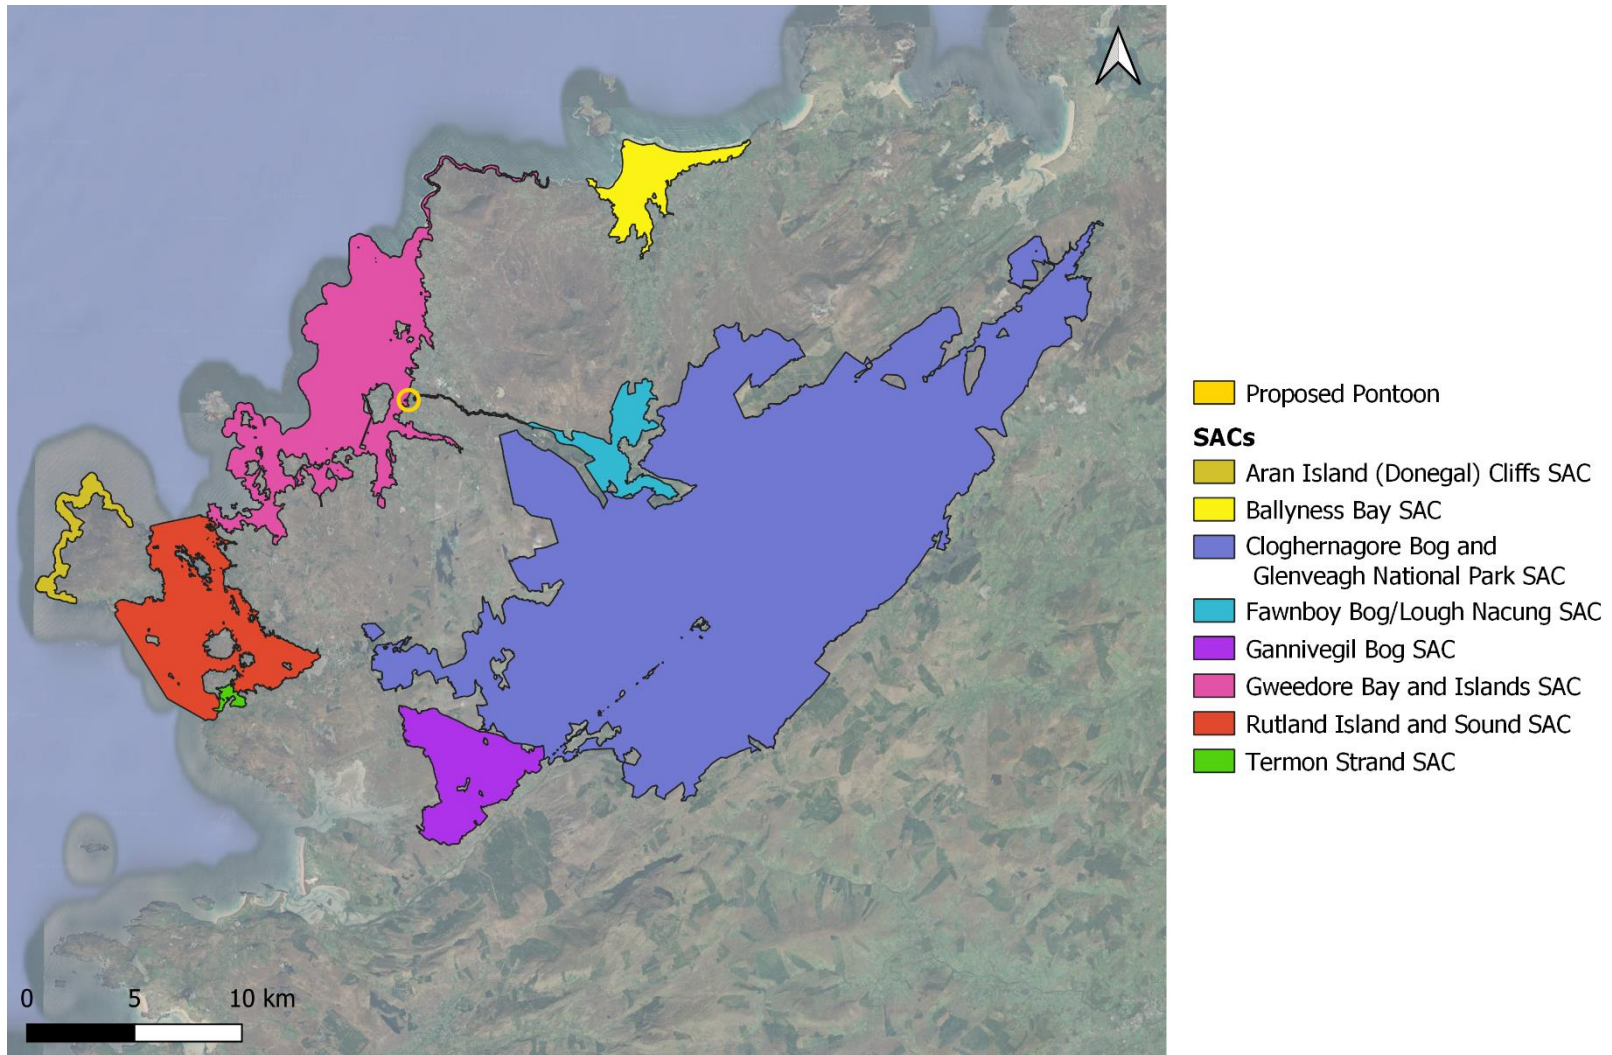 Proposed Pontoon
SACs
Aran Island (Donegal) Cliffs SAC
Ballyness Bay SAC
Cloghernagore Bog and
Glenveagh National Park SAC
Fawnboy Bog/Lough Nacung SAC
Gannivegil Bog SAC
Gweedore Bay and Islands SAC
Rutland Island and Sound SAC
Termon Strand SAC
0 5 10 km